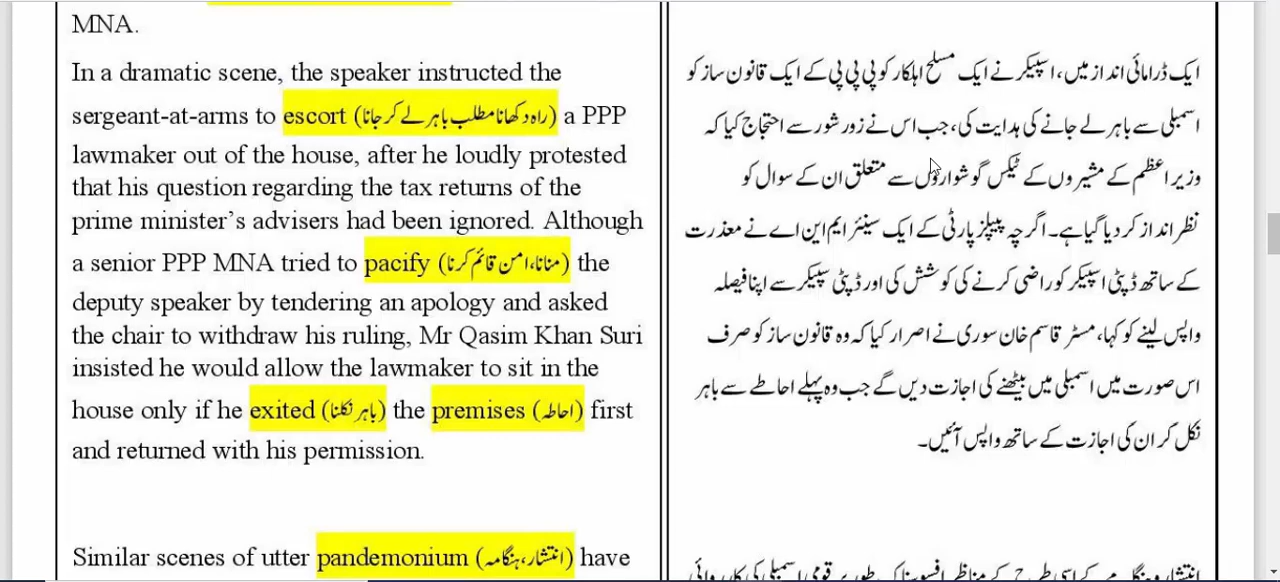 MNA.
In a dramatic scene, the speaker instructed the
sergeant-at-arms to escort (راہ دکھانا مطلب باہر لے کر جانا) a PPP
lawmaker out of the house, after he loudly protested
that his question regarding the tax returns of the
prime minister’s advisers had been ignored. Although
a senior PPP MNA tried to pacify (منانا، امن قائم کرنا) the
deputy speaker by tendering an apology and asked
the chair to withdraw his ruling, Mr Qasim Khan Suri
insisted he would allow the lawmaker to sit in the
house only if he exited (باہر نکلنا) the premises (احاطہ) first
and returned with his permission.
Similar scenes of utter pandemonium (انتشار، ہنگامہ) have
ایک ڈرامائی انداز میں، اسپیکر نے ایک مسلح اہلکار کو پی پی پی کے ایک قانون ساز کو
اسمبلی سے باہر لے جانے کی ہدایت کی، جب اس نے زور شور سے احتجاج کیا کہ
وزیر اعظم کے مشیروں کے ٹیکس گوشواروں سے متعلق ان کے سوال کو
نظر انداز کر دیا گیا ہے۔ اگرچہ پیپلز پارٹی کے ایک سینئر ایم این اے نے معذرت
کے ساتھ ڈپٹی اسپیکر کو راضی کرنے کی کوشش کی اور ڈپٹی سپیکر سے اپنا فیصلہ
واپس لینے کو کہا، مسٹر قاسم خان سوری نے اصرار کیا کہ وہ قانون ساز کو صرف
اس صورت میں اسمبلی میں بیٹھنے کی اجازت دیں گے جب وہ پہلے احاطے سے باہر
نکل کر ان کی اجازت کے ساتھ واپس آئیں۔
کے اسی طرح کے مناظر افسوسناک طور پر قومی اسمبلی کی کارروائی